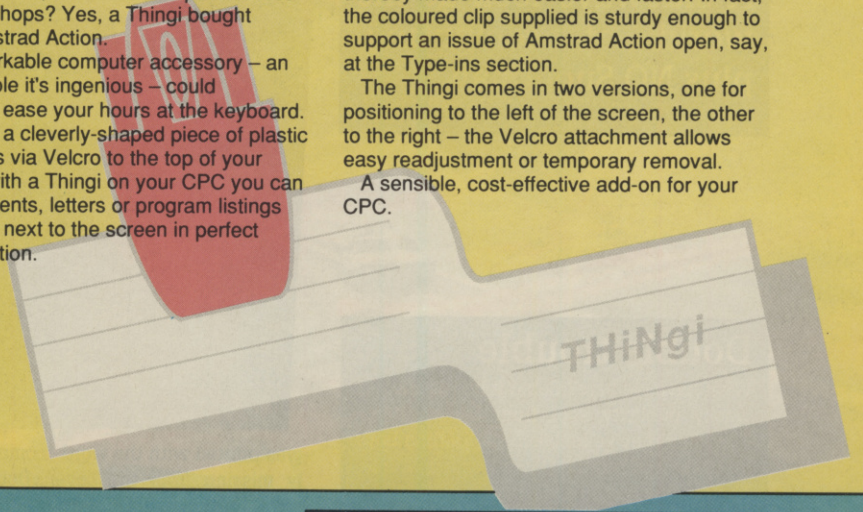 hops? Yes, a Thingi bought
strad Action.
rkable computer accessory – an
le it's ingenious – could
ease your hours at the keyboard.
a cleverly-shaped piece of plastic
s via Velcro to the top of your
ith a Thingi on your CPC you can
ents, letters or program listings
next to the screen in perfect
tion.
the coloured clip supplied is sturdy enough to
support an issue of Amstrad Action open, say,
at the Type-ins section.
The Thingi comes in two versions, one for
positioning to the left of the screen, the other
to the right – the Velcro attachment allows
easy readjustment or temporary removal.
A sensible, cost-effective add-on for your
CPC.
THiNgi